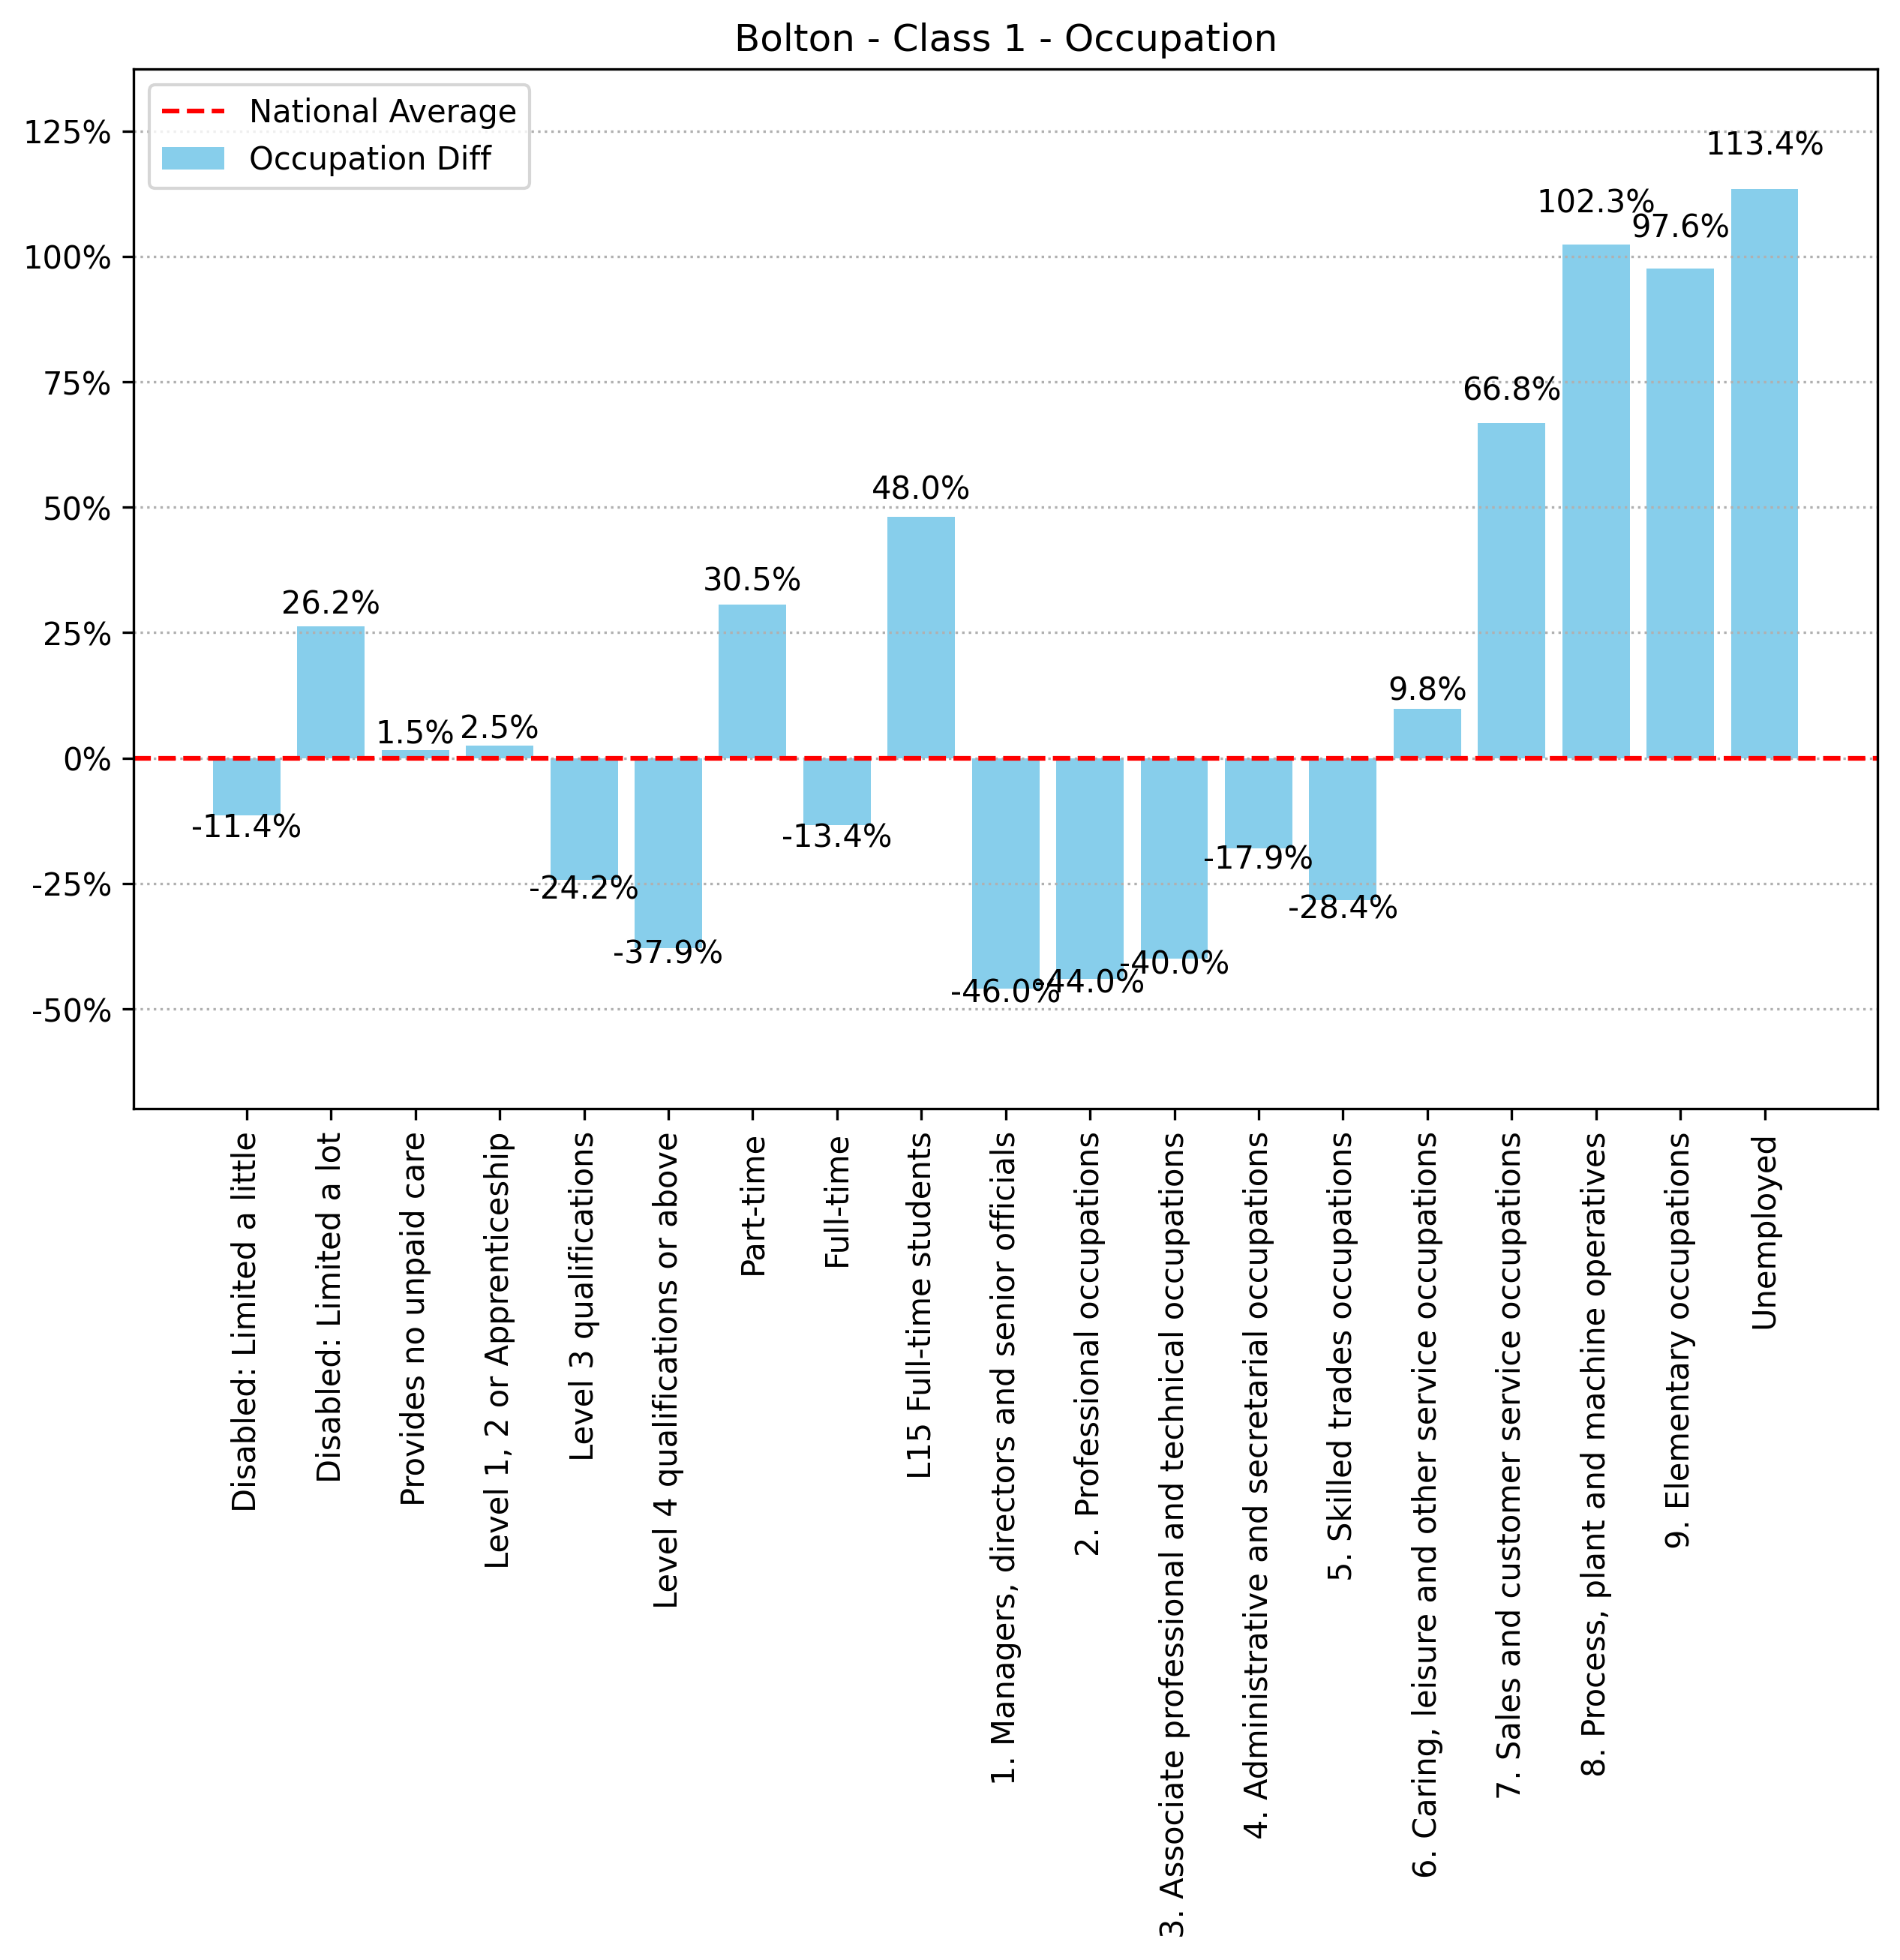 Bolton - Class 1 - Occupation
National Average
Occupation Diff
125%
100%
75%
50%
25%
0%
-25%
-50%
-11.4%
26.2%
1.5%
2.5%
-24.2%
-37.9%
30.5%
-13.4%
48.0%
-46.0%
-44.0%
-40.0%
-17.9%
-28.4%
9.8%
66.8%
102.3%
97.6%
113.4%
Disabled: Limited a little
Disabled: Limited a lot
Provides no unpaid care
Level 1, 2 or Apprenticeship
Level 3 qualifications
Level 4 qualifications or above
Part-time
Full-time
L15 Full-time students
1. Managers, directors and senior officials
2. Professional occupations
3. Associate professional and technical occupations
4. Administrative and secretarial occupations
5. Skilled trades occupations
6. Caring, leisure and other service occupations
7. Sales and customer service occupations
8. Process, plant and machine operatives
9. Elementary occupations
Unemployed